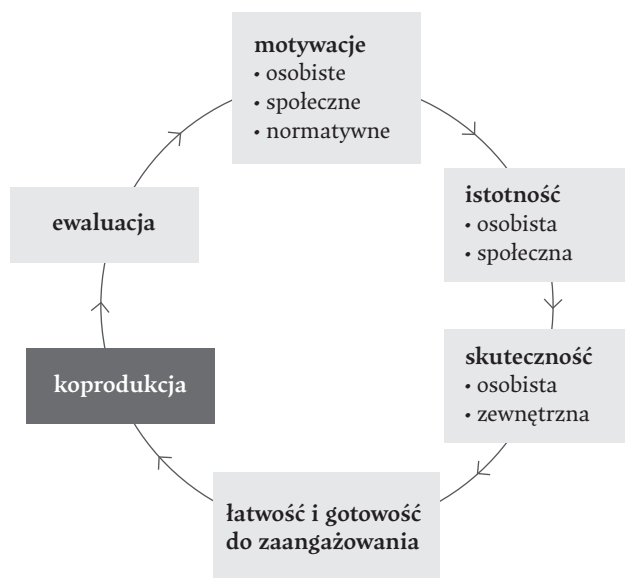 motywacje
• osobiste
• społeczne
• normatywne
istotność
• osobista
• społeczna
skuteczność
• osobista
• zewnętrzna
łatwość i gotowość
do zaangażowania
koprodukcja
ewaluacja